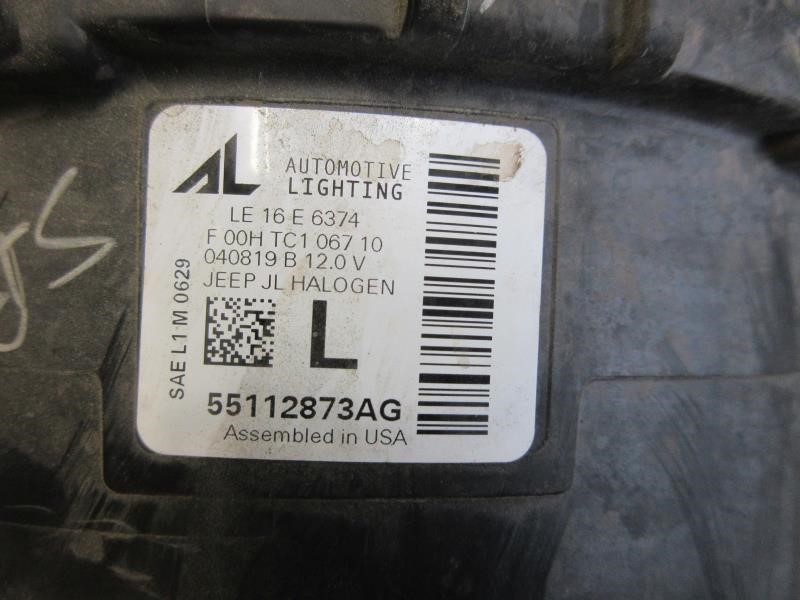 AL
AUTOMOTIVE
LIGHTING
LE 16 E 6374
F 00H TC1 067 10
040819 B 12.0 V
JEEP JL HALOGEN
SAE L1 M 0629
L
55112873AG
Assembled in USA